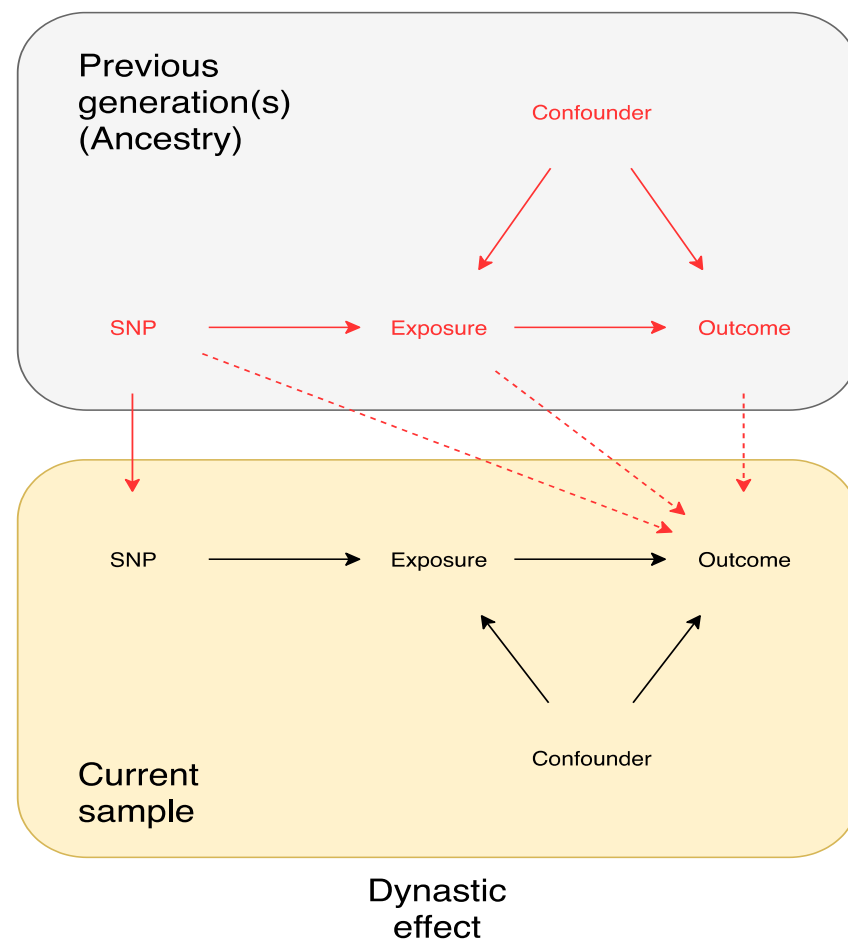 Previous
generation(s)
(Ancestry)
Confounder
SNP
Exposure
Outcome
SNP
Exposure
Outcome
Confounder
Current
sample
Dynastic
effect